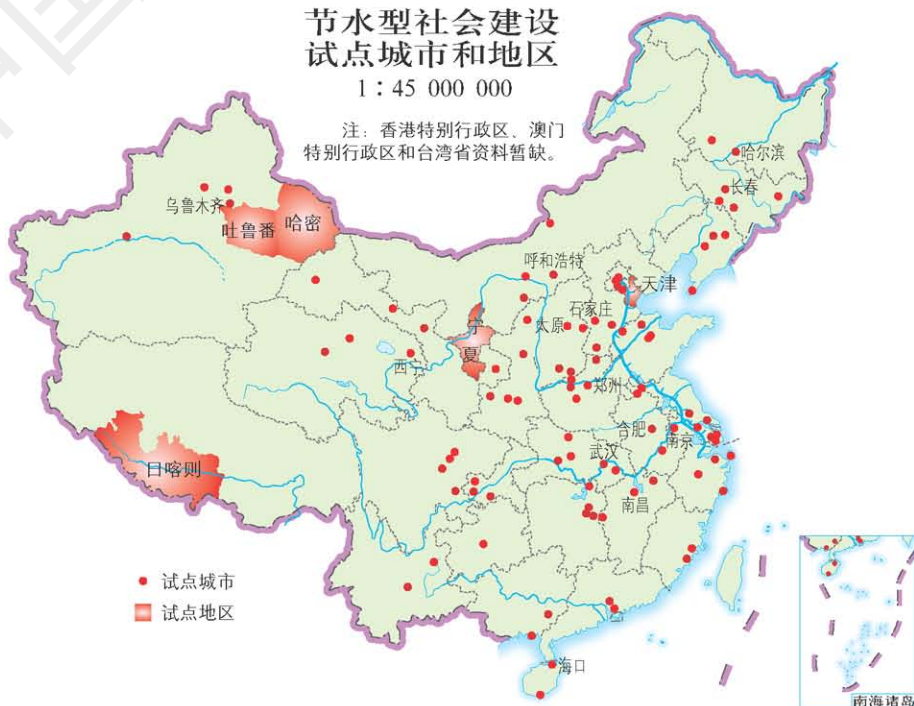 节水型社会建设
试点城市和地区
1：45 000 000
注：香港特别行政区、澳门
特别行政区和台湾省资料暂缺。
哈尔滨
长春
乌鲁木齐
吐鲁番
哈密
呼和浩特
天津
石家庄
太原
宁
夏
西宁
郑州
合肥
南京
武汉
日喀则
南昌
试点城市
试点地区
海口
南海诸岛